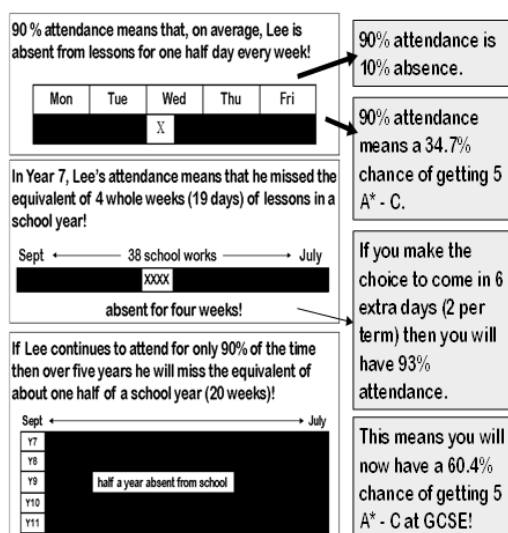 90 % attendance means that, on average, Lee is
absent from lessons for one half day every week!
Mon Tue Wed Thu Fri
X
In Year 7, Lee's attendance means that he missed the
equivalent of 4 whole weeks (19 days) of lessons in a
school year!
Sept 38 school works July
XXXX
absent for four weeks!
If Lee continues to attend for only 90% of the time
then over five years he will miss the equivalent of
about one half of a school year (20 weeks)!
Sept July
Y7
Y8
Y9 half a year absent from school
Y10
Y11
90% attendance is
10% absence.
90% attendance
means a 34.7%
chance of getting 5
A* - C.
If you make the
choice to come in 6
extra days (2 per
term) then you will
have 93%
attendance.
This means you will
now have a 60.4%
chance of getting 5
A* - C at GCSE!